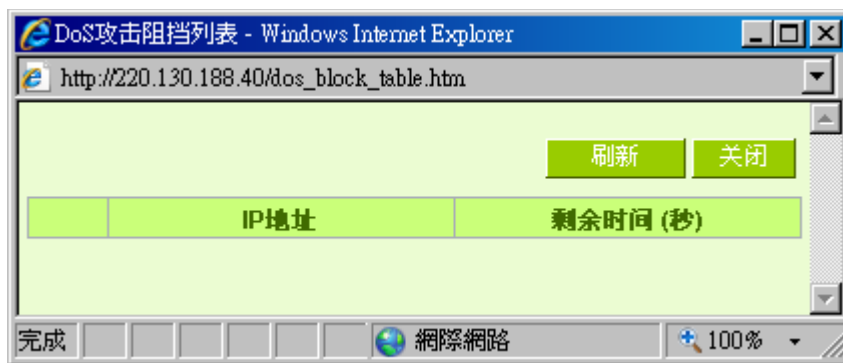 DoS攻击阻挡列表 - Windows Internet Explorer
http://220.130.188.40/dos_block_table.htm
刷新 关闭
IP地址 剩余时间 (秒)
完成 網際網路 100%